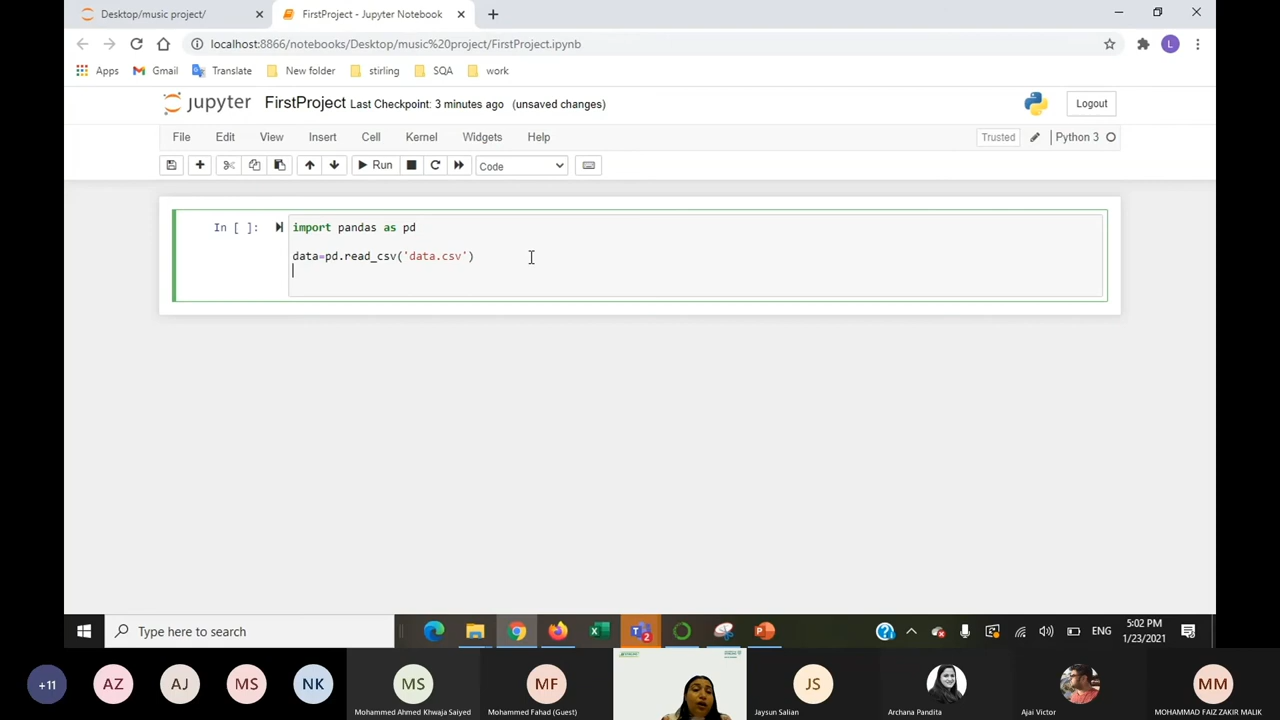 Desktop/music project/
FirstProject - Jupyter Notebook
localhost:8866/notebooks/Desktop/music%20project/FirstProject.ipynb
L
Apps
Gmail
Translate
New folder
stirling
SQA
work
jupyter
FirstProject
Last Checkpoint: 3 minutes ago
(unsaved changes)
Logout
File
Edit
View
Insert
Cell
Kernel
Widgets
Help
Trusted
Python 3
Run
Code
In [ ]:
import pandas as pd
data=pd.read_csv('data.csv')
Type here to search
2
ENG
5:02 PM
1/23/2021
+11
AZ
AJ
MS
NK
MS
Mohammed Ahmed Khwaja Saiyed
MF
Mohammed Fahad (Guest)
JS
Jaysun Salian
Archana Pandita
Ajai Victor
MM
MOHAMMAD FAIZ ZAKIR MALIK